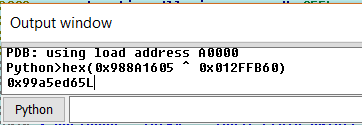 Output window
PDB: using load address A0000
Python>hex(0x988A1605 ^ 0x012FFB60)
0x99a5ed65L
Python